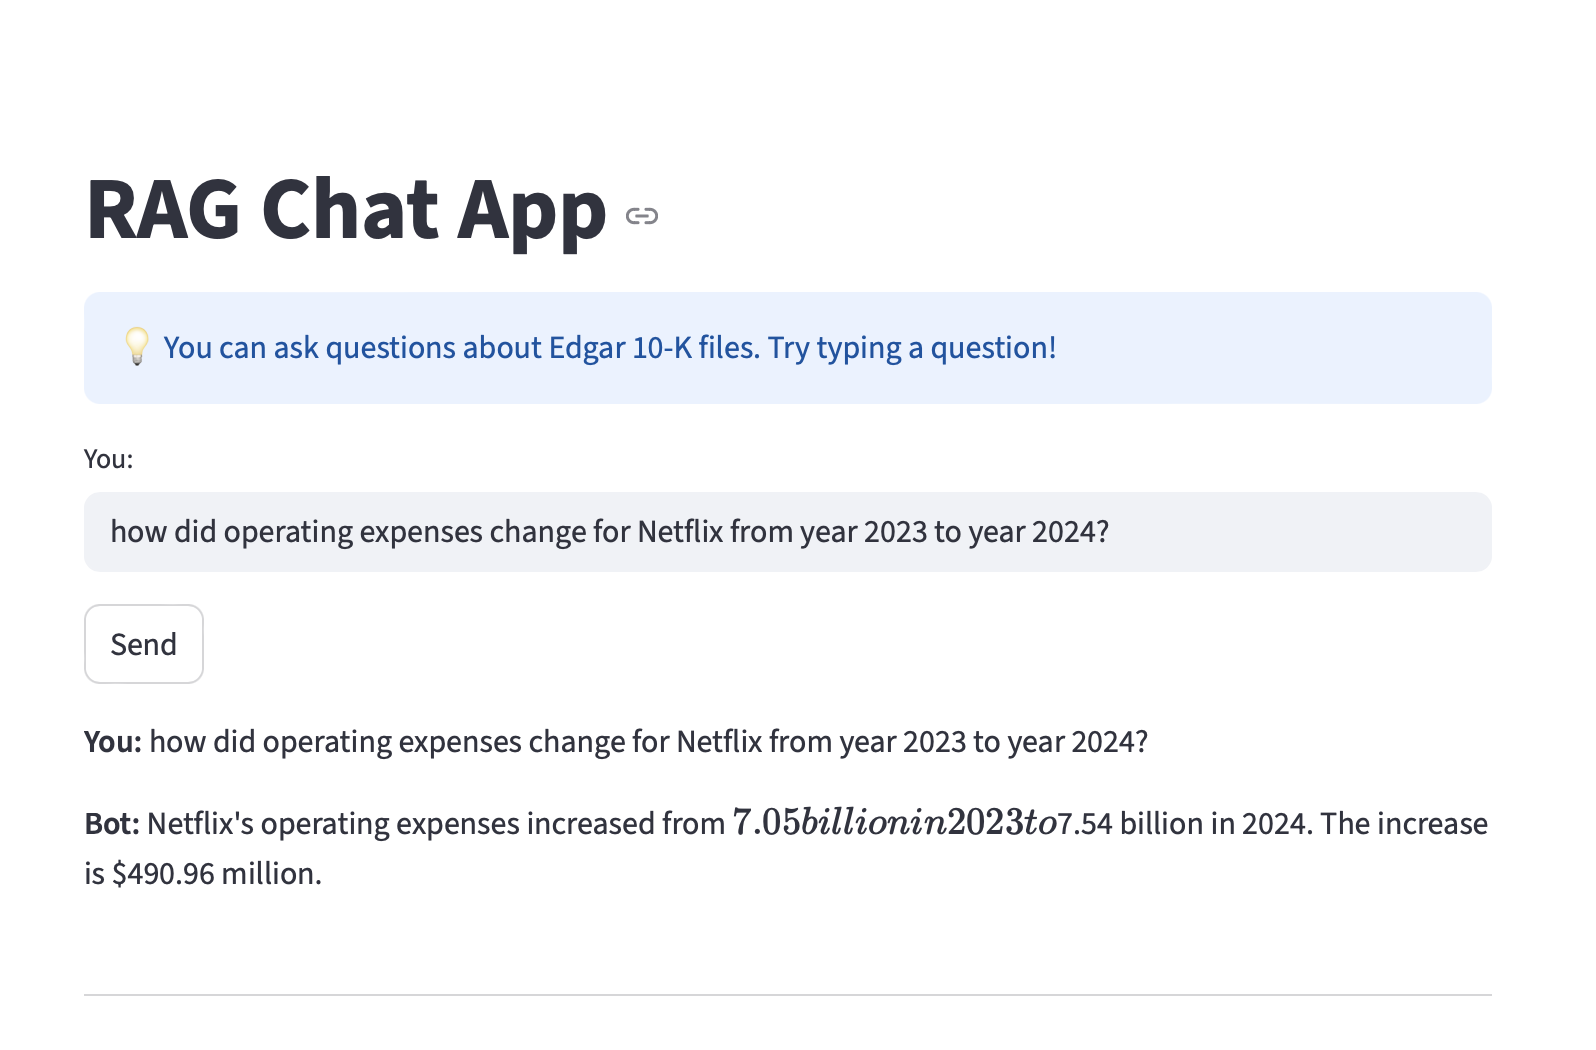 RAG Chat App
💡 You can ask questions about Edgar 10-K files. Try typing a question!
You:
how did operating expenses change for Netflix from year 2023 to year 2024?
Send
You: how did operating expenses change for Netflix from year 2023 to year 2024?
Bot: Netflix's operating expenses increased from 7.05billionin2023to7.54 billion in 2024. The increase
is $490.96 million.